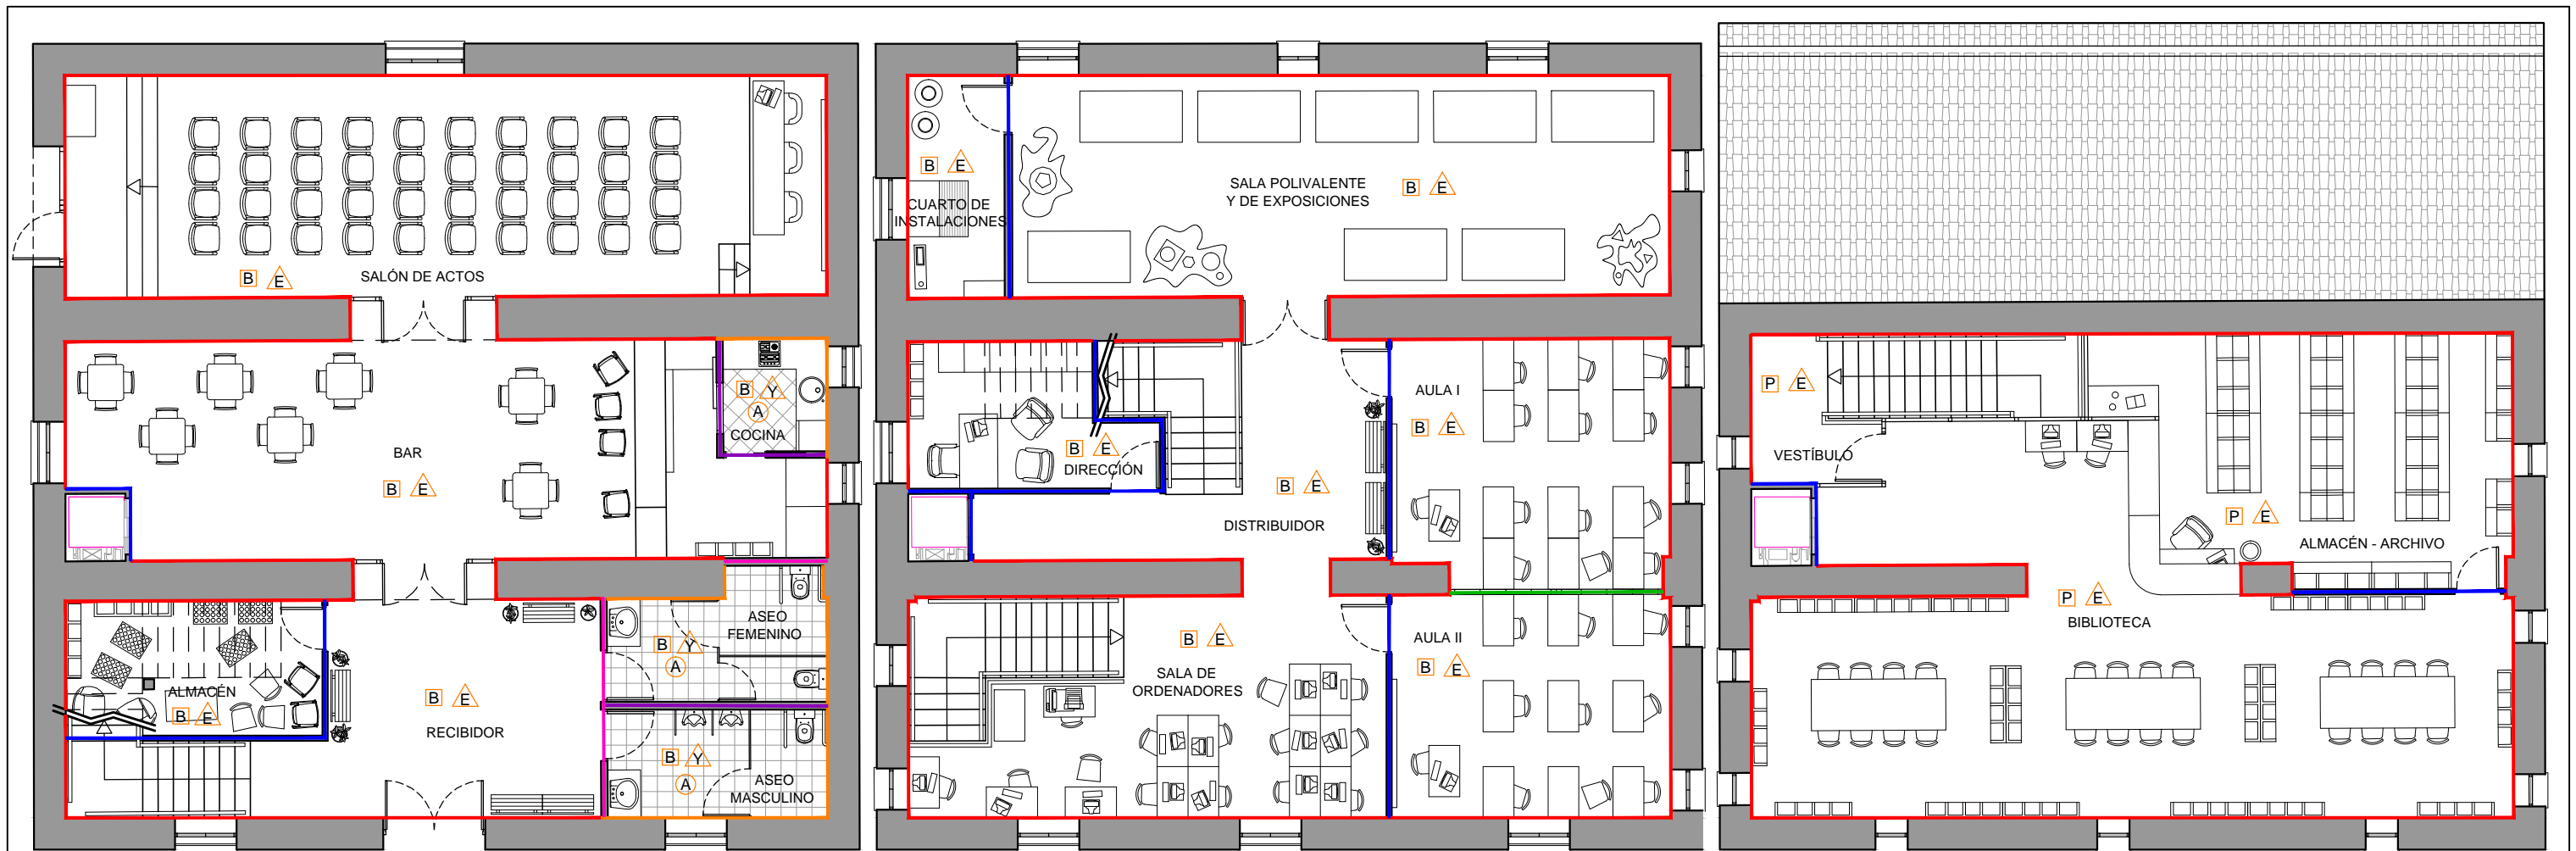 B E
SALÓN DE ACTOS
B Y
A
COCINA
BAR
B E
ASEO
FEMENINO
B Y
A
ALMACÉN
B E
B E
RECIBIDOR
B Y
A
ASEO
MASCULINO
B E
CUARTO DE
INSTALACIONES
SALA POLIVALENTE
Y DE EXPOSICIONES
B E
AULA I
B E
B E
DIRECCIÓN
B E
DISTRIBUIDOR
B E
SALA DE
ORDENADORES
AULA II
B E
P E
VESTÍBULO
P E
ALMACÉN - ARCHIVO
P E
BIBLIOTECA